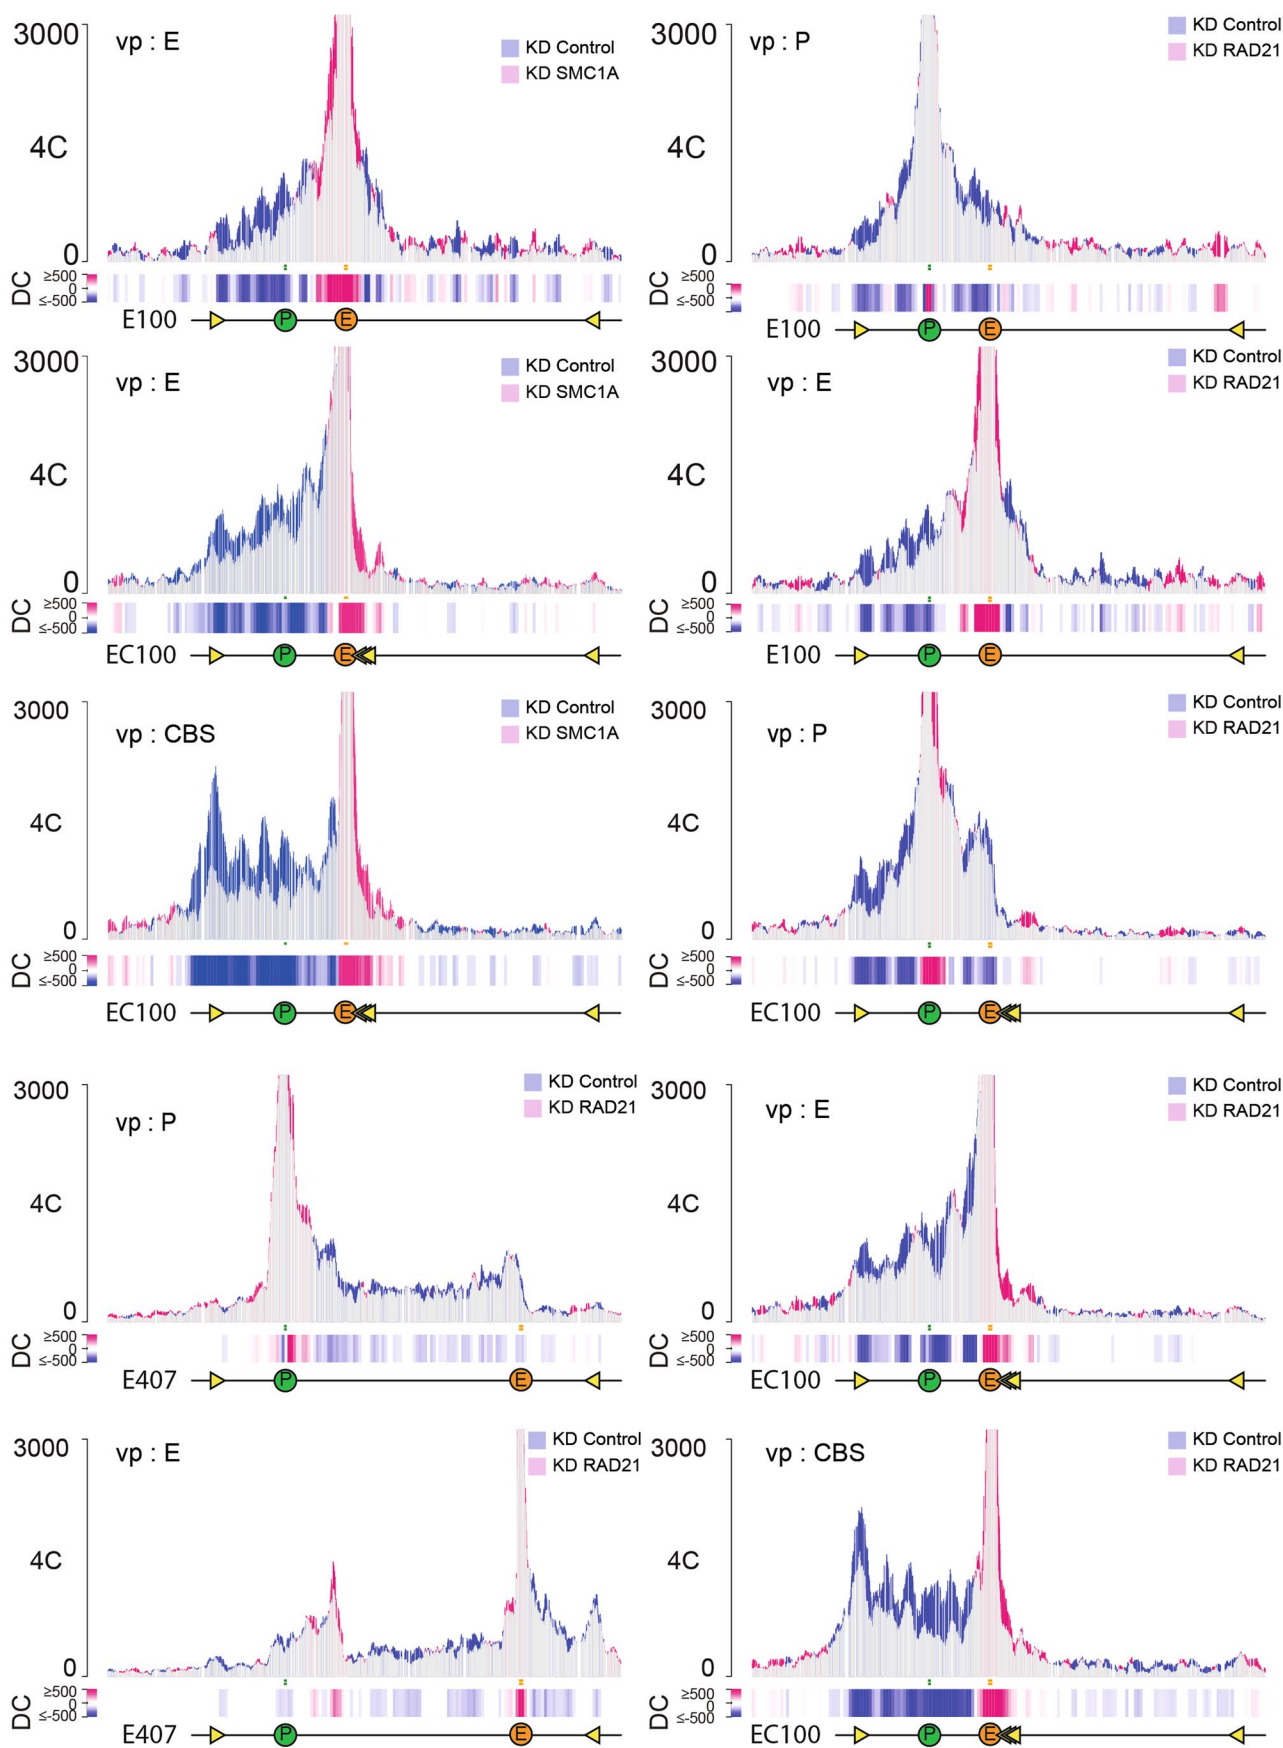 3000
vp : E
KD Control
KD SMC1A
4C
0
DC
≥500
0
≤-500
P
E
E100
3000
vp : P
KD Control
KD RAD21
4C
0
DC
≥500
0
≤-500
P
E
E100
3000
vp : E
KD Control
KD SMC1A
4C
0
DC
≥500
0
≤-500
P
E
EC100
3000
vp : E
KD Control
KD RAD21
4C
0
DC
≥500
0
≤-500
P
E
E100
3000
vp : CBS
KD Control
KD SMC1A
4C
0
DC
≥500
0
≤-500
P
E
EC100
3000
vp : P
KD Control
KD RAD21
4C
0
DC
≥500
0
≤-500
P
E
EC100
3000
vp : P
KD Control
KD RAD21
4C
0
DC
≥500
0
≤-500
P
E
E407
3000
vp : E
KD Control
KD RAD21
4C
0
DC
≥500
0
≤-500
P
E
EC100
3000
vp : E
KD Control
KD RAD21
4C
0
DC
≥500
0
≤-500
P
E
E407
3000
vp : CBS
KD Control
KD RAD21
4C
0
DC
≥500
0
≤-500
P
E
EC100